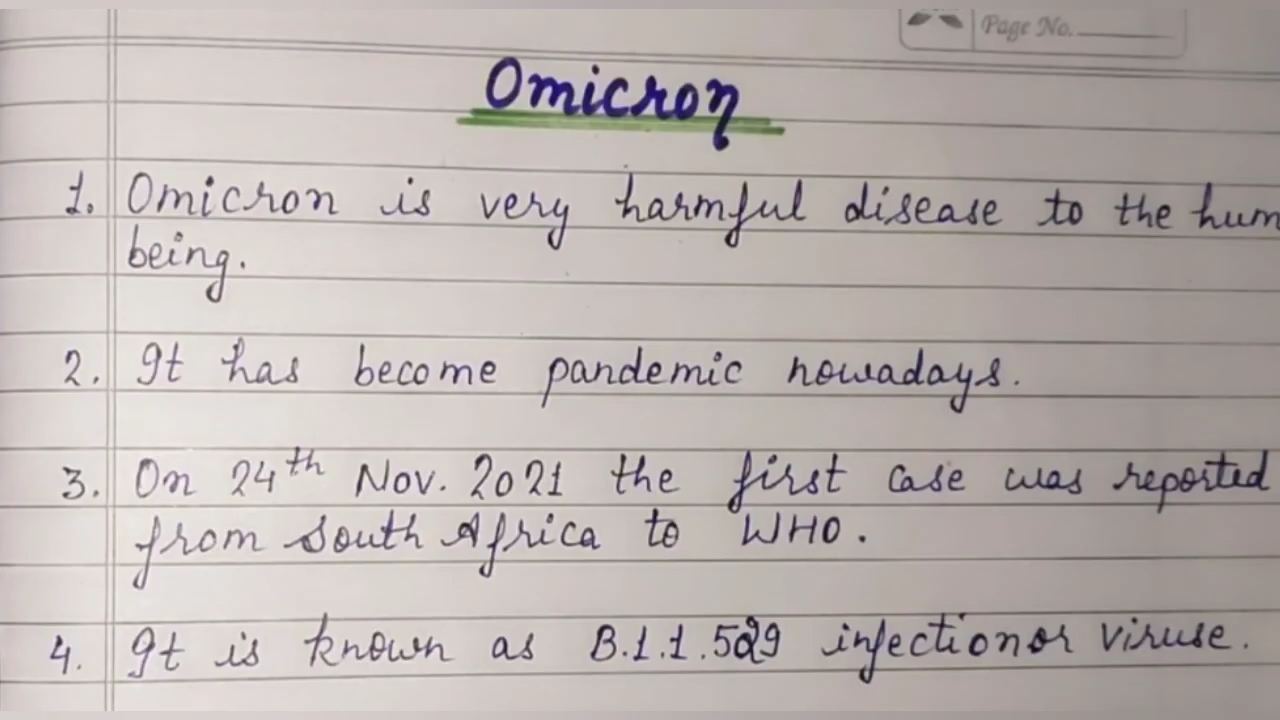 Page No.
Omicron
1. Omicron is very harmful disease to the hum
being.
2. It has become pandemic nowadays.
3. On 24th Nov. 2021 the first case was reported
from South Africa to WHO.
4. It is known as B.1.1.529 infection or viruse.